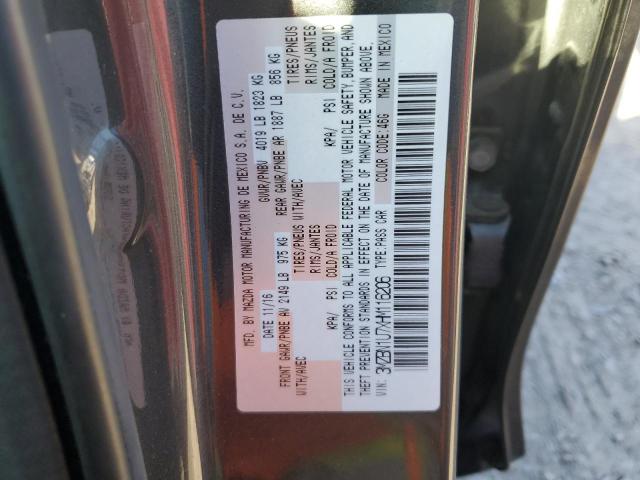 MFD. BY MAZDA MOTOR MANUFACTURING DE MEXICO S.A. DE C.V.
DATE 11/16 GVWR/PNBV 4019 LB 1823 KG
FRONT GAWR/PNBE AV 2149 LB 975 KG REAR GAWR/PNBE AR 1887 LB 856 KG
WITH/AVEC TIRES/PNEUS WITH/AVEC TIRES/PNEUS
RIMS/JANTES RIMS/JANTES
KPA/ PSI COLD/A FROID KPA/ PSI COLD/A FROID
THIS VEHICLE CONFORMS TO ALL APPLICABLE FEDERAL MOTOR VEHICLE SAFETY, BUMPER, AND
THEFT PREVENTION STANDARDS IN EFFECT ON THE DATE OF MANUFACTURE SHOWN ABOVE.
VIN: 3MZBN1U7XHM116206 TYPE:PASS CAR COLOR CODE:46G MADE IN MEXICO